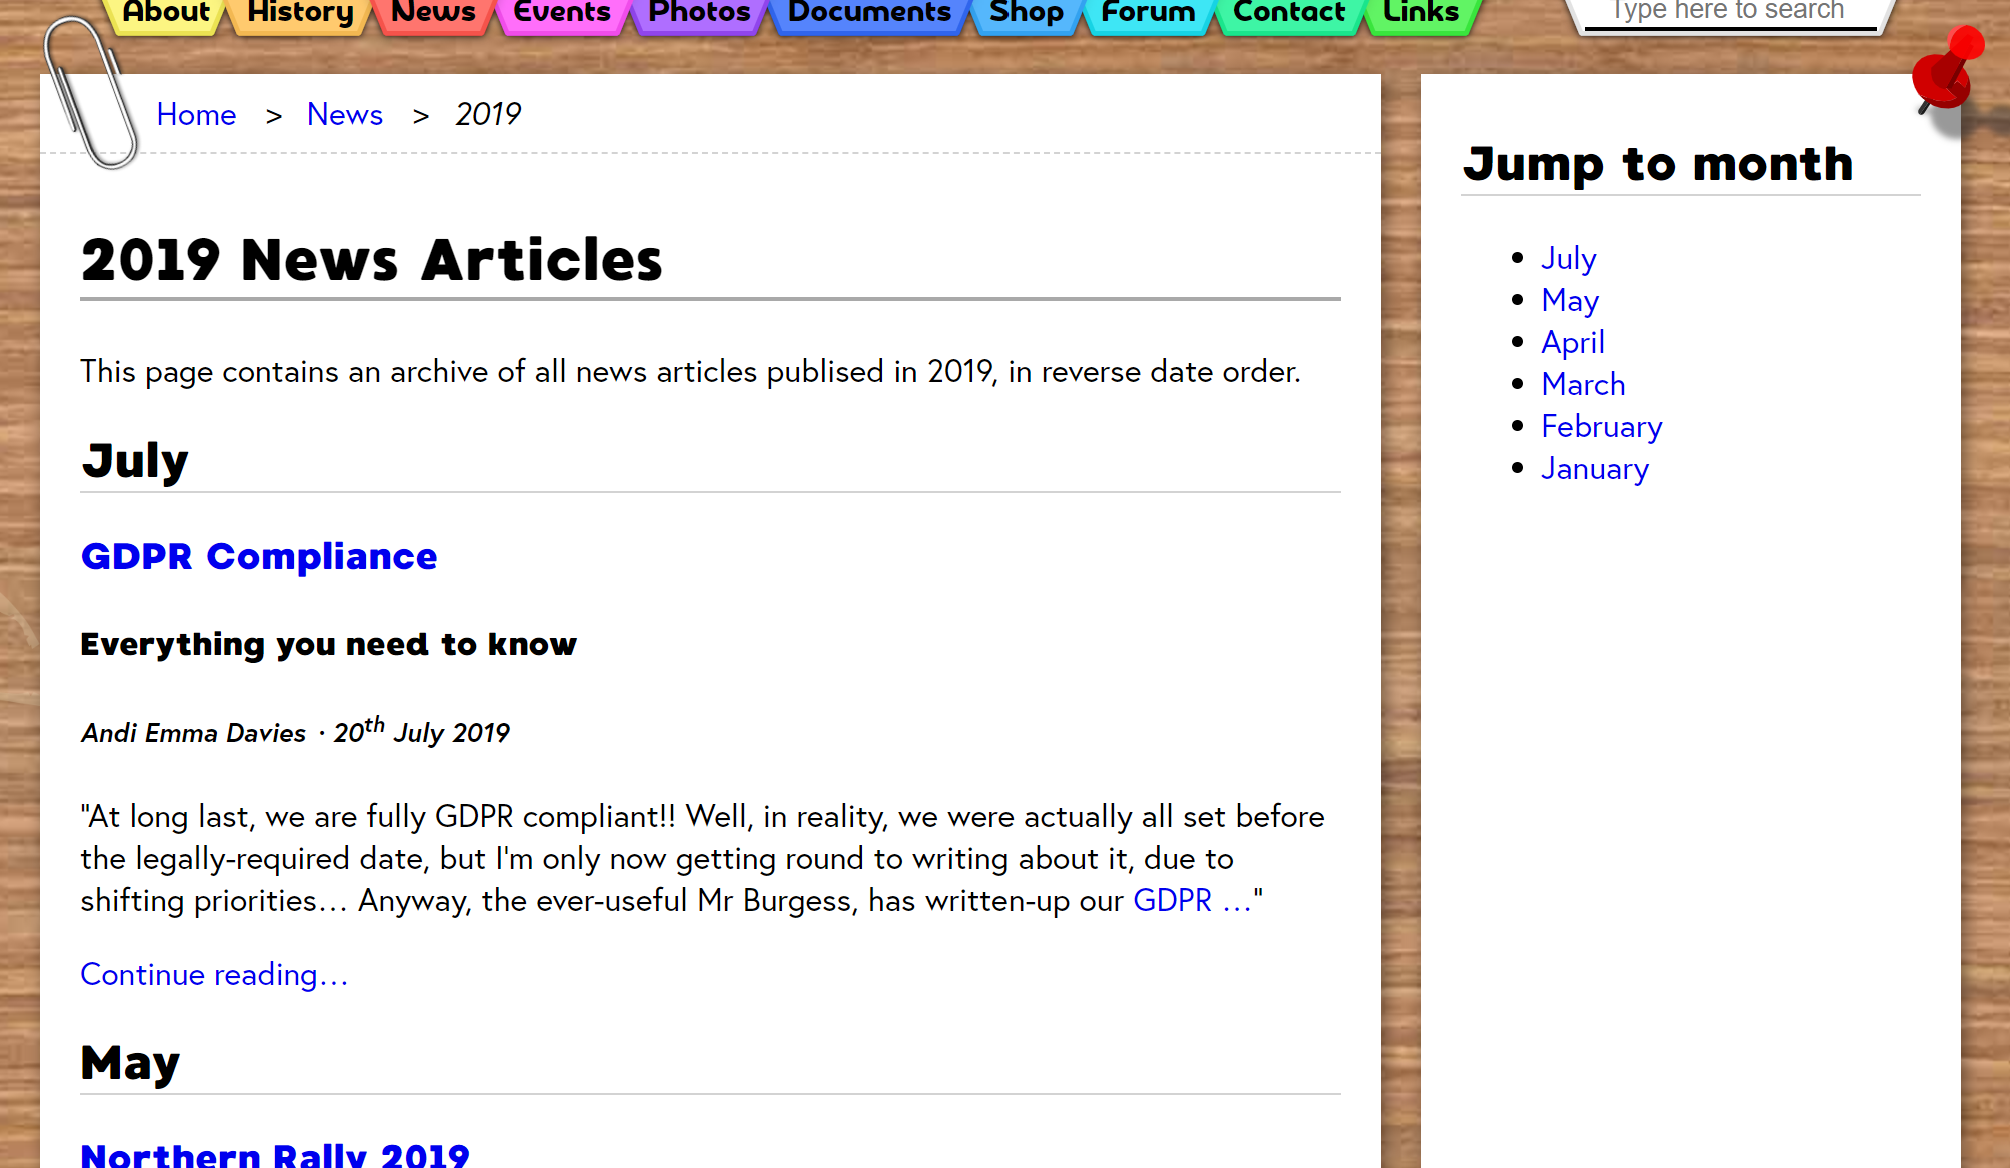 About History News Events Photos Documents Shop Forum Contact Links Type here to search
Home > News > 2019
2019 News Articles
This page contains an archive of all news articles publised in 2019, in reverse date order.
July
GDPR Compliance
Everything you need to know
Andi Emma Davies · 20th July 2019
"At long last, we are fully GDPR compliant!! Well, in reality, we were actually all set before
the legally-required date, but I'm only now getting round to writing about it, due to
shifting priorities… Anyway, the ever-useful Mr Burgess, has written-up our GDPR …"
Continue reading…
May
Northern Rally 2019
Jump to month
July
May
April
March
February
January